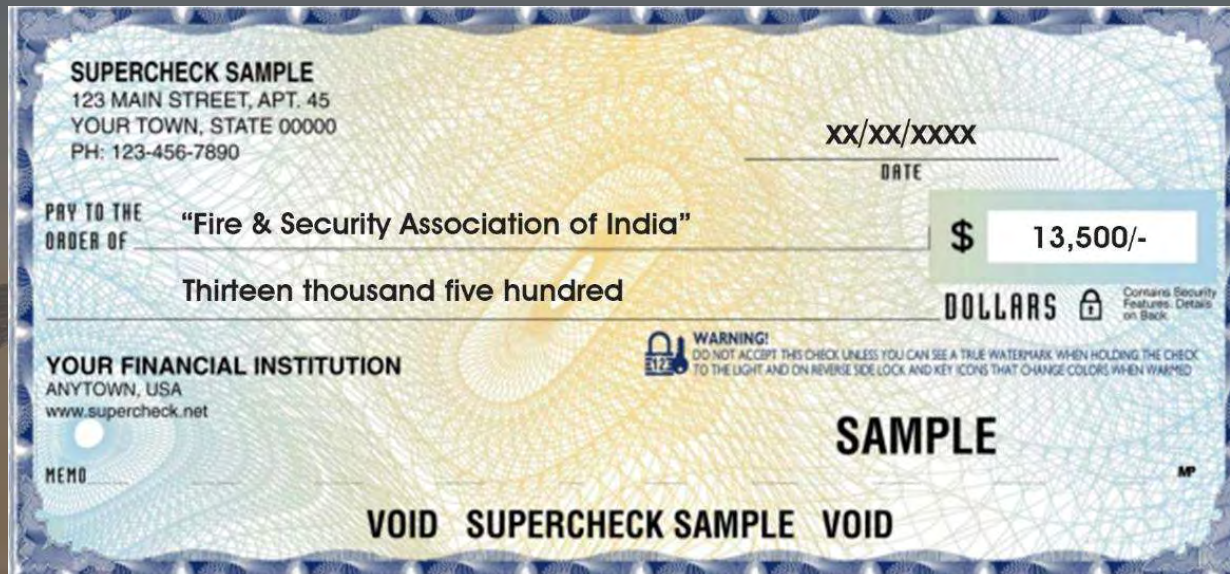 SUPERCHECK SAMPLE
123 MAIN STREET, APT. 45
YOUR TOWN, STATE 00000
PH: 123-456-7890
XX/XX/XXXX
DATE
PAY TO THE
ORDER OF
"Fire & Security Association of India"
$ 13,500/-
Thirteen thousand five hundred
DOLLARS
Contains Security
Features. Details
on Back.
YOUR FINANCIAL INSTITUTION
ANYTOWN, USA
www.supercheck.net
WARNING!
DO NOT ACCEPT THIS CHECK UNLESS YOU CAN SEE A TRUE WATERMARK WHEN HOLDING THE CHECK
TO THE LIGHT AND ON REVERSE SIDE LOCK AND KEY ICONS THAT CHANGE COLORS WHEN WARMED
SAMPLE
MEMO
MP
VOID SUPERCHECK SAMPLE VOID